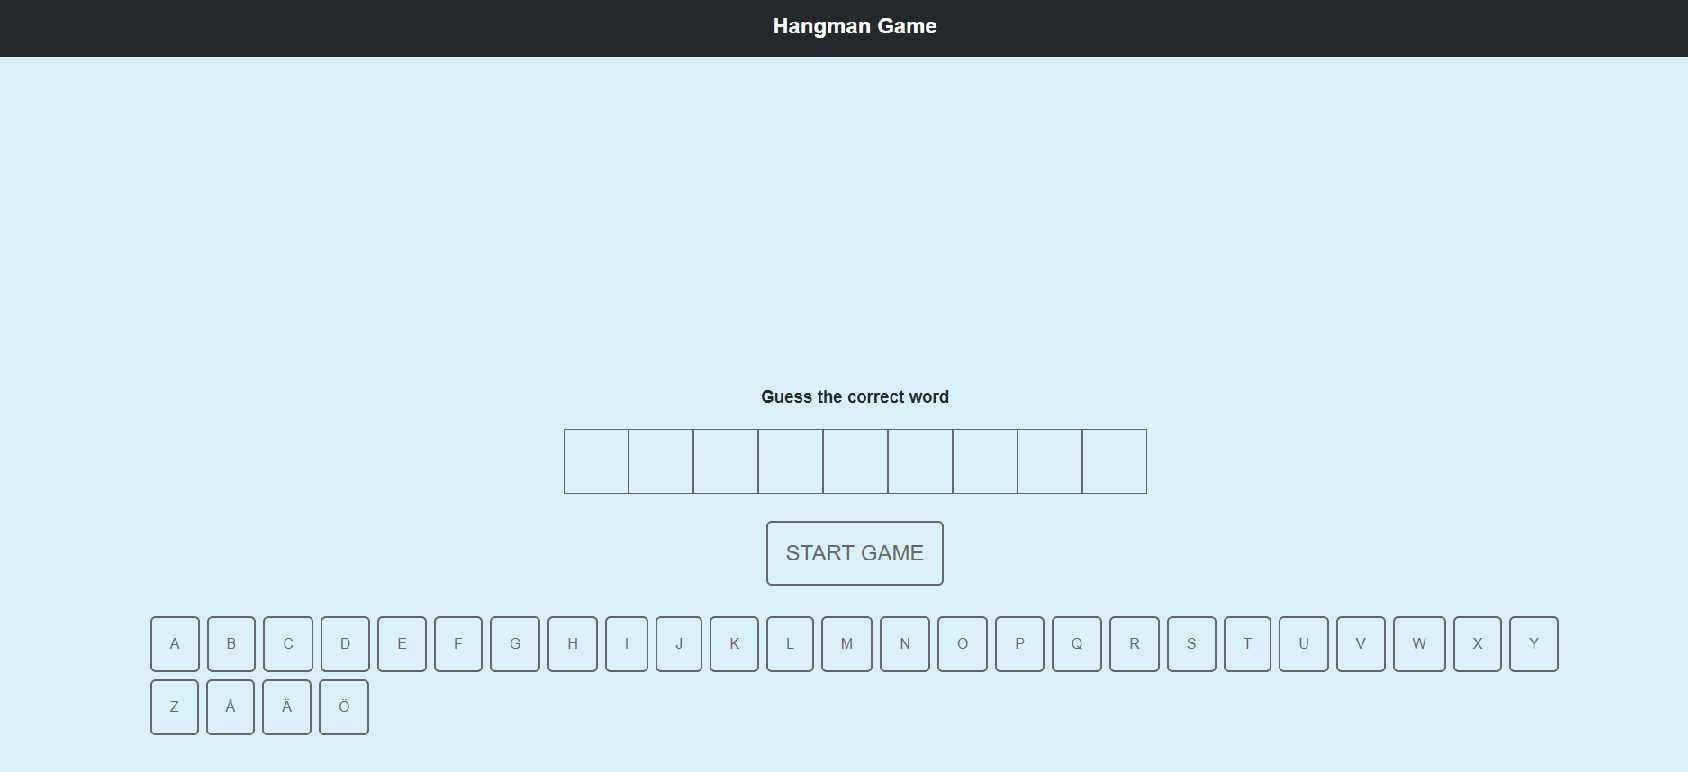 Hangman Game
Guess the correct word
START GAME
A B C D E F G H I J K L M N O P Q R S T U V W X Y
Z Å Ä Ö